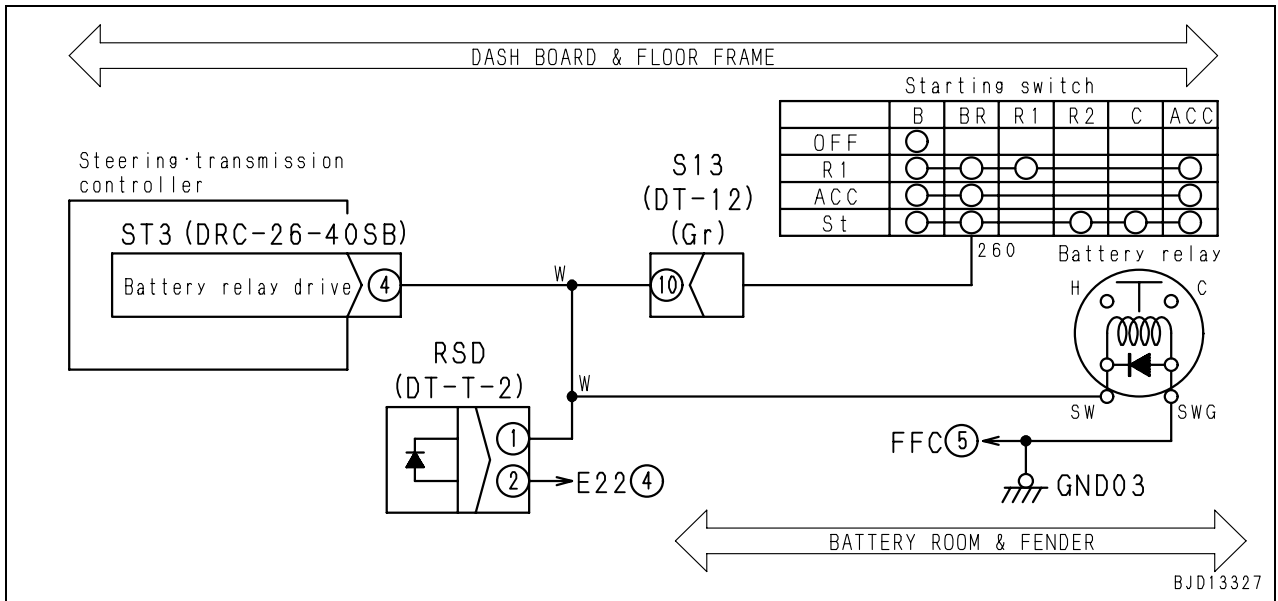 DASH BOARD & FLOOR FRAME
Starting switch
B BR R1 R2 C ACC
OFF
R1
ACC
St
Steering·transmission
controller
ST3 (DRC-26-40SB)
Battery relay drive 4
W
S13
(DT-12)
(Gr)
10
260
Battery relay
H C
RSD
(DT-T-2)
1
2
E22 4
W
SW SWG
FFC 5
GND03
BATTERY ROOM & FENDER
BJD13327